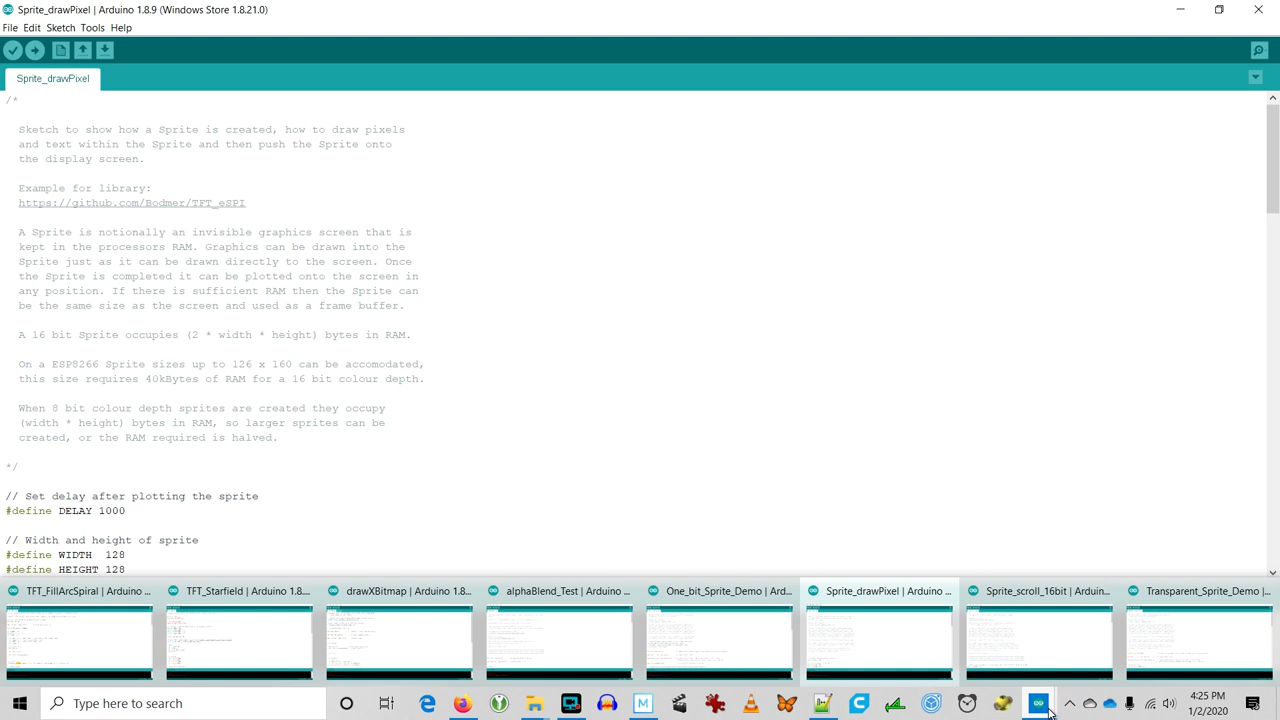 Sprite_drawPixel | Arduino 1.8.9 (Windows Store 1.8.21.0)
File Edit Sketch Tools Help
Sprite_drawPixel
/*
Sketch to show how a Sprite is created, how to draw pixels
and text within the Sprite and then push the Sprite onto
the display screen.
Example for library:
https://github.com/Bodmer/TFT_eSPI
A Sprite is notionally an invisible graphics screen that is
kept in the processors RAM. Graphics can be drawn into the
Sprite just as it can be drawn directly to the screen. Once
the Sprite is completed it can be plotted onto the screen in
any position. If there is sufficient RAM then the Sprite can
be the same size as the screen and used as a frame buffer.
A 16 bit Sprite occupies (2 * width * height) bytes in RAM.
On a ESP8266 Sprite sizes up to 126 x 160 can be accomodated,
this size requires 40kBytes of RAM for a 16 bit colour depth.
When 8 bit colour depth sprites are created they occupy
(width * height) bytes in RAM, so larger sprites can be
created, or the RAM required is halved.
*/
// Set delay after plotting the sprite
#define DELAY 1000
// Width and height of sprite
#define WIDTH 128
#define HEIGHT 128
TFT_FillArcSpiral | Arduino ... TFT_Starfield | Arduino 1.8.... drawXBitmap | Arduino 1.8... alphaBlend_Test | Arduino ... One_bit_Sprite_Demo | Ard... Sprite_drawPixel | Arduino ... Sprite_scroll_16bit | Arduin... Transparent_Sprite_Demo |...
Type here to search
4:25 PM
1/2/2020